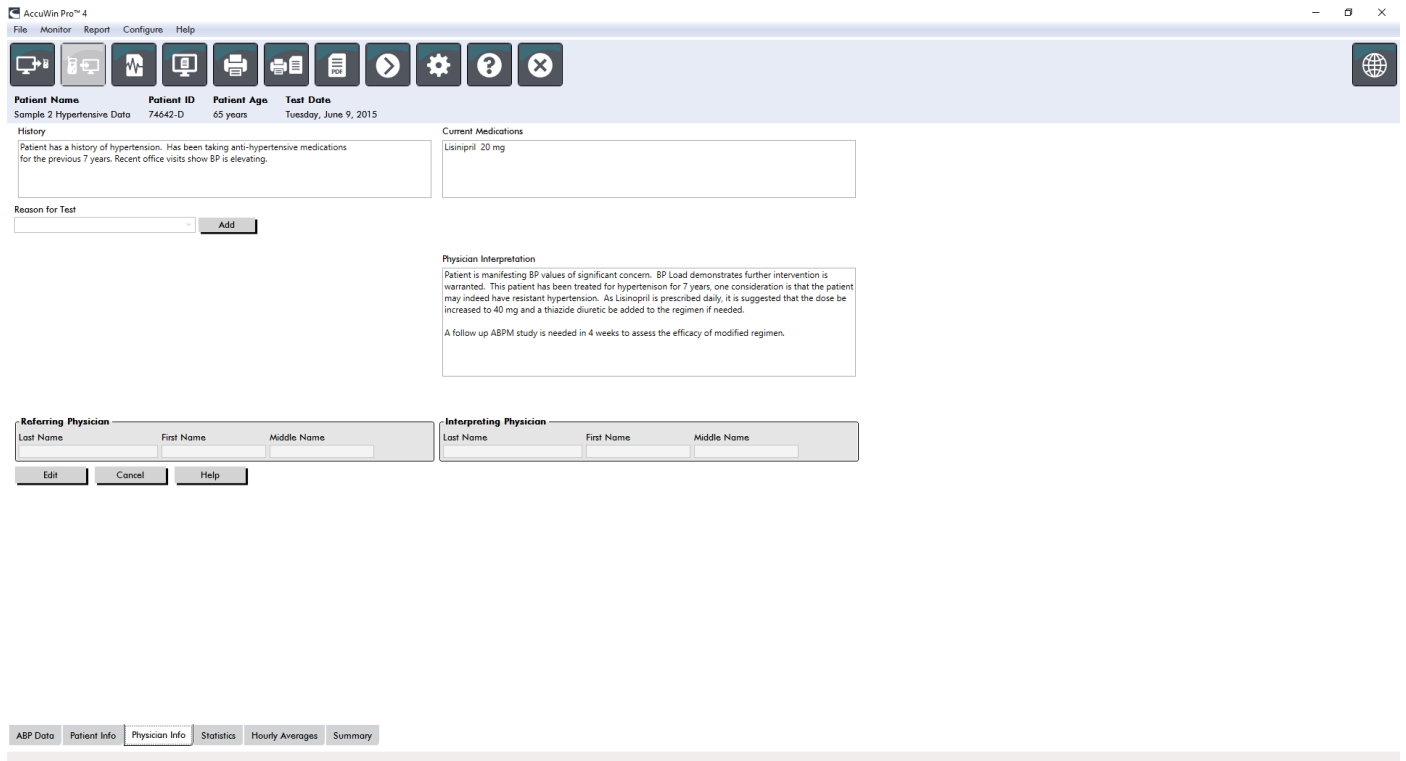 AccuWin Pro™ 4
File Monitor Report Configure Help
PDF
Patient Name Patient ID Patient Age Test Date
Sample 2 Hypertensive Data 74642-D 65 years Tuesday, June 9, 2015
History
Patient has a history of hypertension. Has been taking anti-hypertensive medications
for the previous 7 years. Recent office visits show BP is elevating.
Current Medications
Lisinipril 20 mg
Reason for Test
Add
Physician Interpretation
Patient is manifesting BP values of significant concern. BP Load demonstrates further intervention is
warranted. This patient has been treated for hypertenison for 7 years, one consideration is that the patient
may indeed have resistant hypertension. As Lisinopril is prescribed daily, it is suggested that the dose be
increased to 40 mg and a thiazide diuretic be added to the regimen if needed.
A follow up ABPM study is needed in 4 weeks to assess the efficacy of modified regimen.
Referring Physician
Last Name First Name Middle Name
Interpreting Physician
Last Name First Name Middle Name
Edit Cancel Help
ABP Data Patient Info Physician Info Statistics Hourly Averages Summary